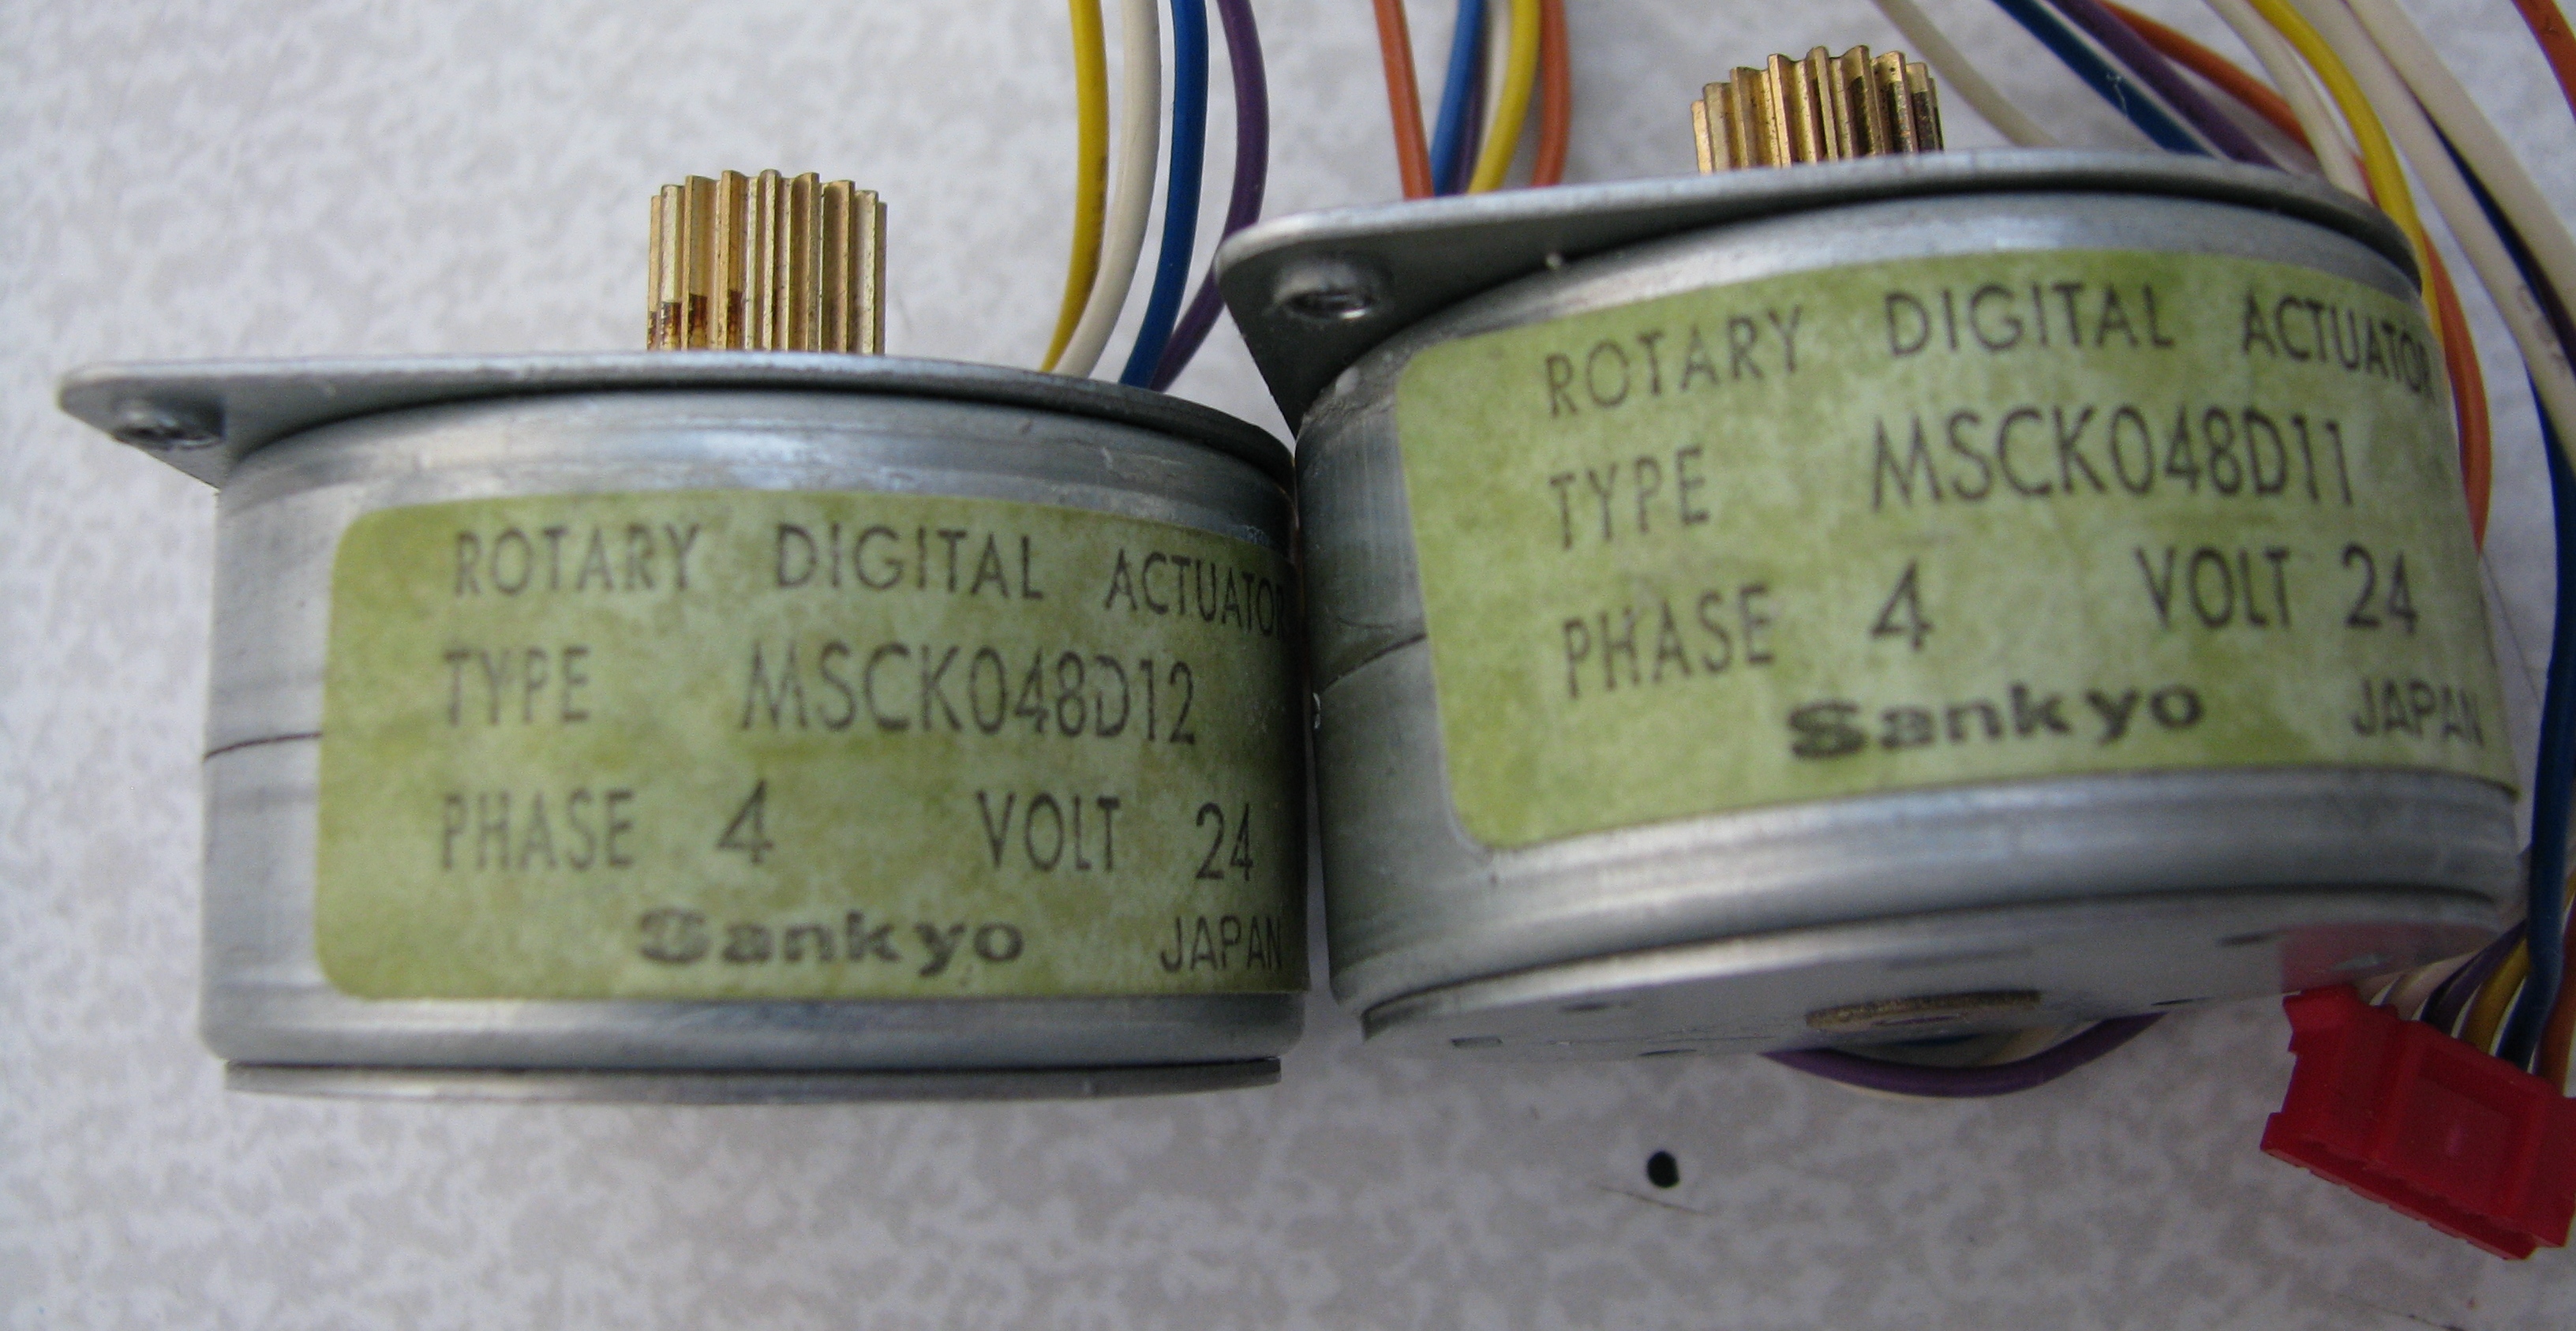 ROTARY DIGITAL ACTUATOR
TYPE MSCK048D12
PHASE 4 VOLT 24
Sankyo JAPAN
ROTARY DIGITAL ACTUATOR
TYPE MSCK048D11
PHASE 4 VOLT 24
Sankyo JAPAN